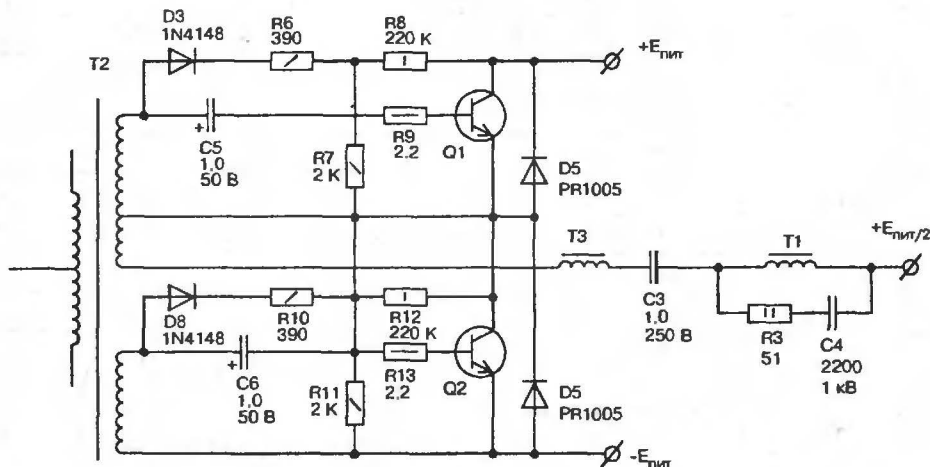 D3
1N4148
R6
390
R8
220 K
+Eпит
T2
+
C5
1,0
50 В
R9
2,2
Q1
R7
2 K
D5
PR1005
T3
+Eпит/2
T1
D8
1N4148
R10
390
R12
220 K
C3
1,0
250 В
R3
51
C4
2200
1 кВ
+
C6
1,0
50 В
R13
2,2
Q2
R11
2 K
D5
PR1005
-Eпит